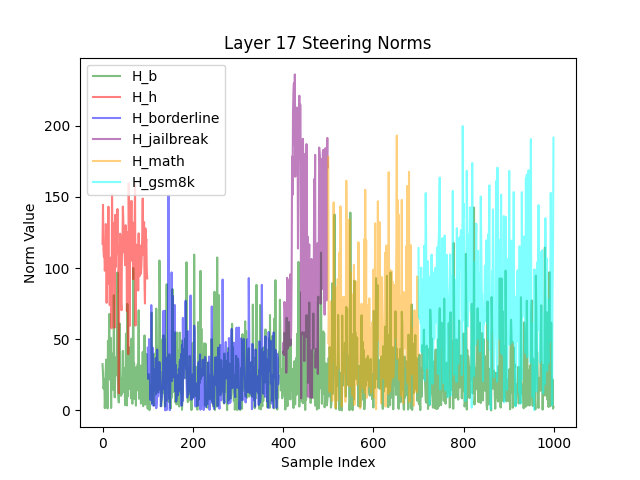 Layer 17 Steering Norms
H_b
H_h
H_borderline
H_jailbreak
H_math
H_gsm8k
Norm Value
200
150
100
50
0
0
200
400
600
800
1000
Sample Index